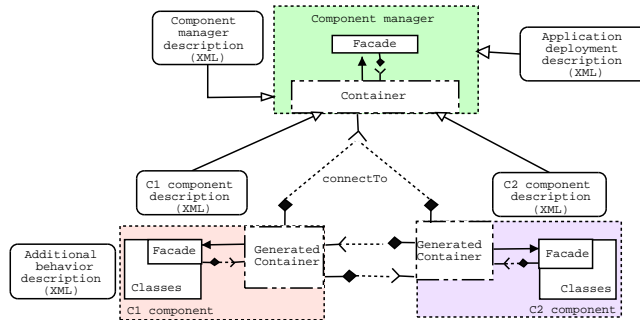 Component manager
Component
manager
description
(XML)
Facade
Application
deployment
description
(XML)
Container
C1 component
description
(XML)
connectTo
C2 component
description
(XML)
Additional
behavior
description
(XML)
Facade
Classes
C1 component
Generated
Container
Generated
Container
Facade
Classes
C2 component